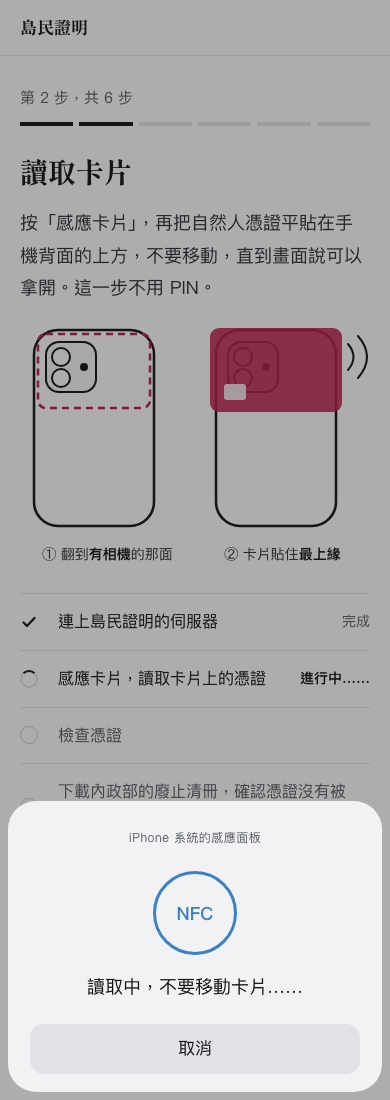 島民證明
第 2 步，共 6 步
讀取卡片
按「感應卡片」，再把自然人憑證平貼在手
機背面的上方，不要移動，直到畫面說可以
拿開。這一步不用 PIN。
① 翻到有相機的那面
② 卡片貼住最上緣
連上島民證明的伺服器 完成
感應卡片，讀取卡片上的憑證 進行中……
檢查憑證
下載內政部的廢止清冊，確認憑證沒有被
iPhone 系統的感應面板
NFC
讀取中，不要移動卡片……
取消